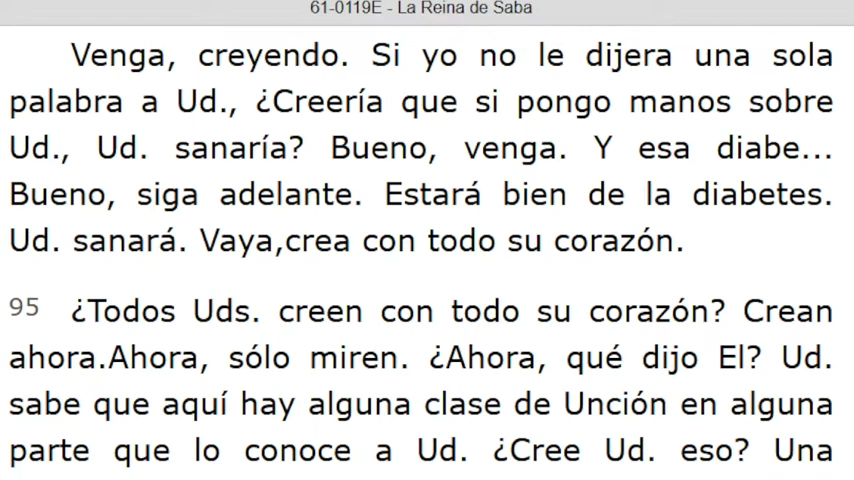 61-0119E - La Reina de Saba
Venga, creyendo. Si yo no le dijera una sola
palabra a Ud., ¿Creería que si pongo manos sobre
Ud., Ud. sanaría? Bueno, venga. Y esa diabe...
Bueno, siga adelante. Estará bien de la diabetes.
Ud. sanará. Vaya,crea con todo su corazón.
95 ¿Todos Uds. creen con todo su corazón? Crean
ahora.Ahora, sólo miren. ¿Ahora, qué dijo El? Ud.
sabe que aquí hay alguna clase de Unción en alguna
parte que lo conoce a Ud. ¿Cree Ud. eso? Una